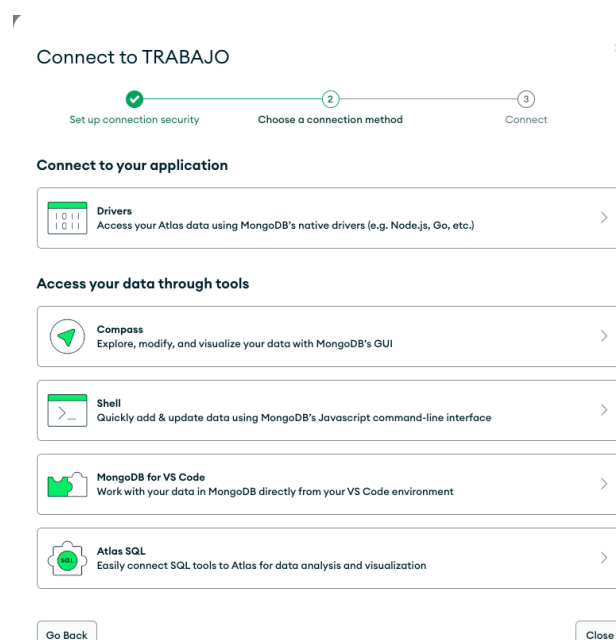 Connect to TRABAJO
2
3
Set up connection security
Choose a connection method
Connect
Connect to your application
Drivers
Access your Atlas data using MongoDB's native drivers (e.g. Node.js, Go, etc.)
Access your data through tools
Compass
Explore, modify, and visualize your data with MongoDB's GUI
Shell
Quickly add & update data using MongoDB's Javascript command-line interface
MongoDB for VS Code
Work with your data in MongoDB directly from your VS Code environment
SQL
Atlas SQL
Easily connect SQL tools to Atlas for data analysis and visualization
Go Back
Close